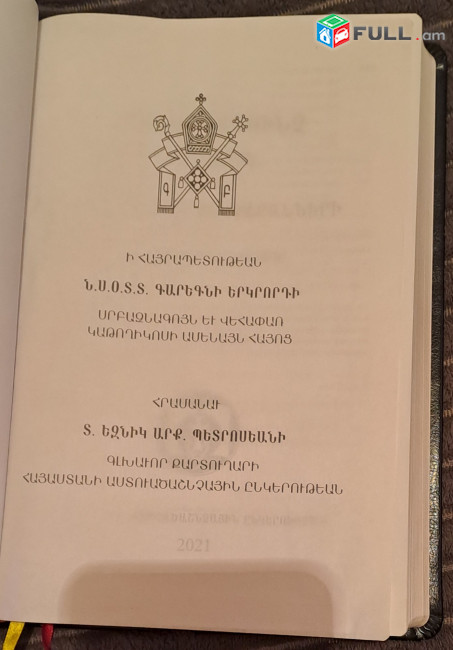 FULL.am
Գ Բ
Ի ՀԱՅՐԱՊԵՏՈՒԹԵԱՆ
Ն.Ս.Օ.Տ.Տ. ԳԱՐԵԳՆԻ ԵՐԿՐՈՐԴԻ
ՍՐԲԱԶՆԱԳՈՅՆ ԵՒ ՎԵՀԱՓԱՌ
ԿԱԹՈՂԻԿՈՍԻ ԱՄԵՆԱՅՆ ՀԱՅՈՑ
ՀՐԱՄԱՆԱՒ
Տ. ԵԶՆԻԿ ԱՐՔ. ՊԵՏՐՈՍԵԱՆԻ
ԳԼԽԱՒՈՐ ՔԱՐՏՈՒՂԱՐԻ
ՀԱՅԱՍՏԱՆԻ ԱՍՏՈՒԱԾԱՇՆՉԱՅԻՆ ԸՆԿԵՐՈՒԹԵԱՆ
2021